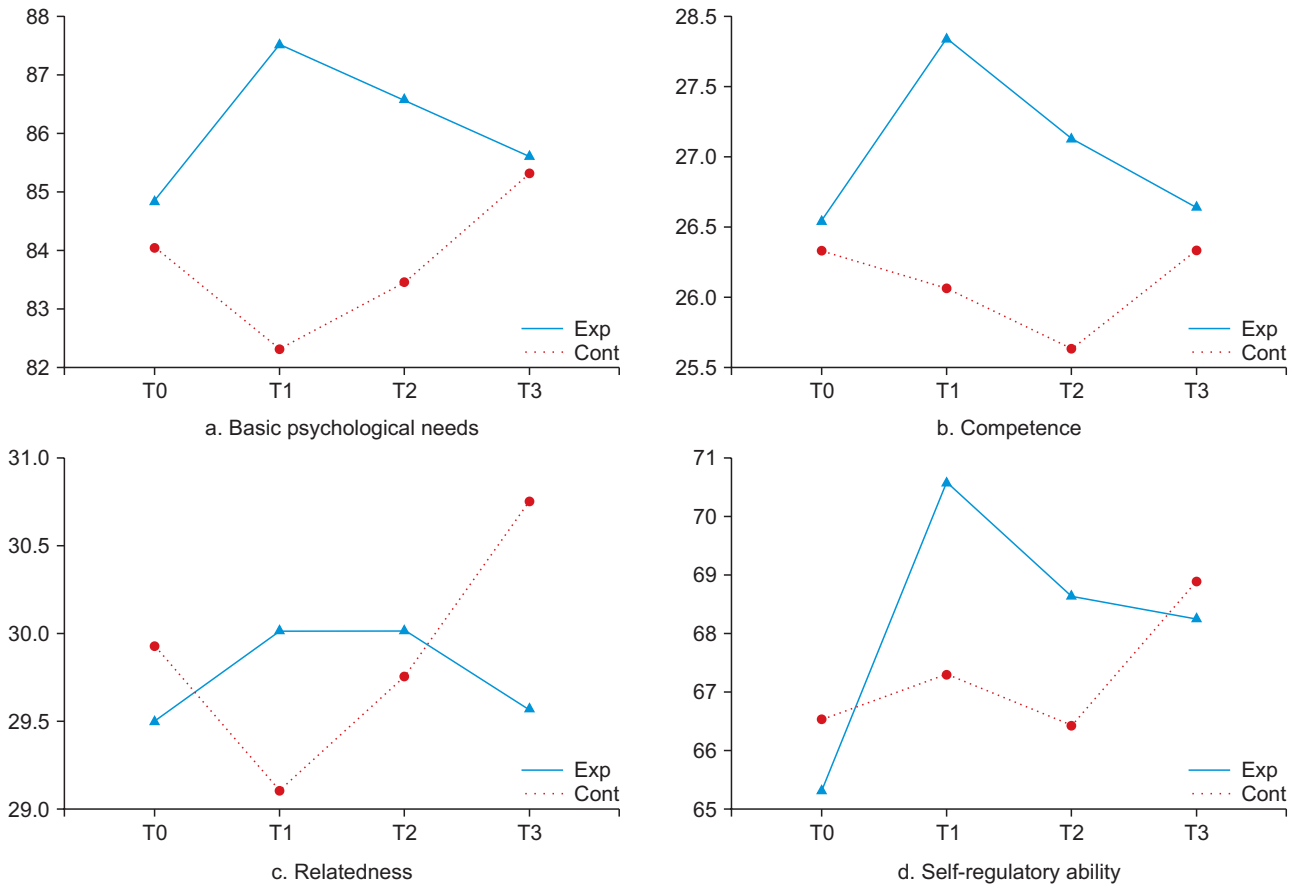 88
87
86
85
84
83
82
T0 T1 T2 T3
Exp
Cont
a. Basic psychological needs
28.5
27.5
27.0
26.5
26.0
25.5
T0 T1 T2 T3
Exp
Cont
b. Competence
31.0
30.5
30.0
29.5
29.0
T0 T1 T2 T3
Exp
Cont
c. Relatedness
71
70
69
68
67
66
65
T0 T1 T2 T3
Exp
Cont
d. Self-regulatory ability